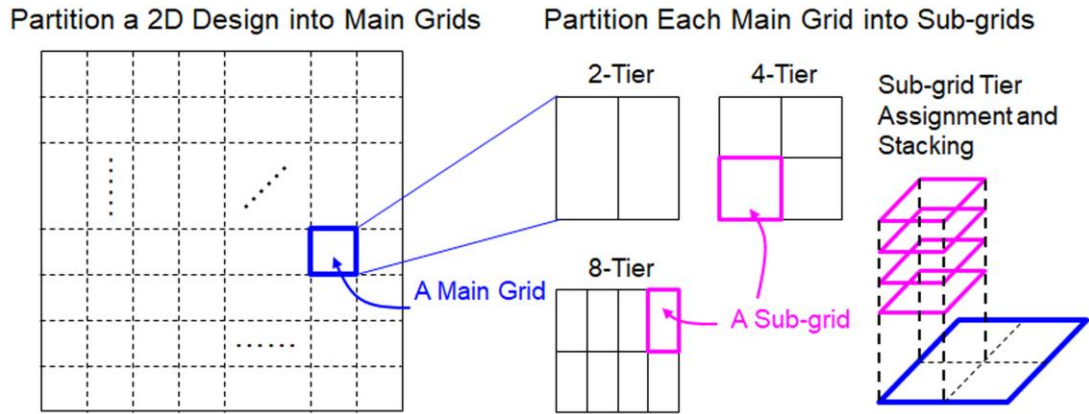 Partition a 2D Design into Main Grids
Partition Each Main Grid into Sub-grids
2-Tier
4-Tier
Sub-grid Tier
Assignment and
Stacking
8-Tier
A Main Grid
A Sub-grid